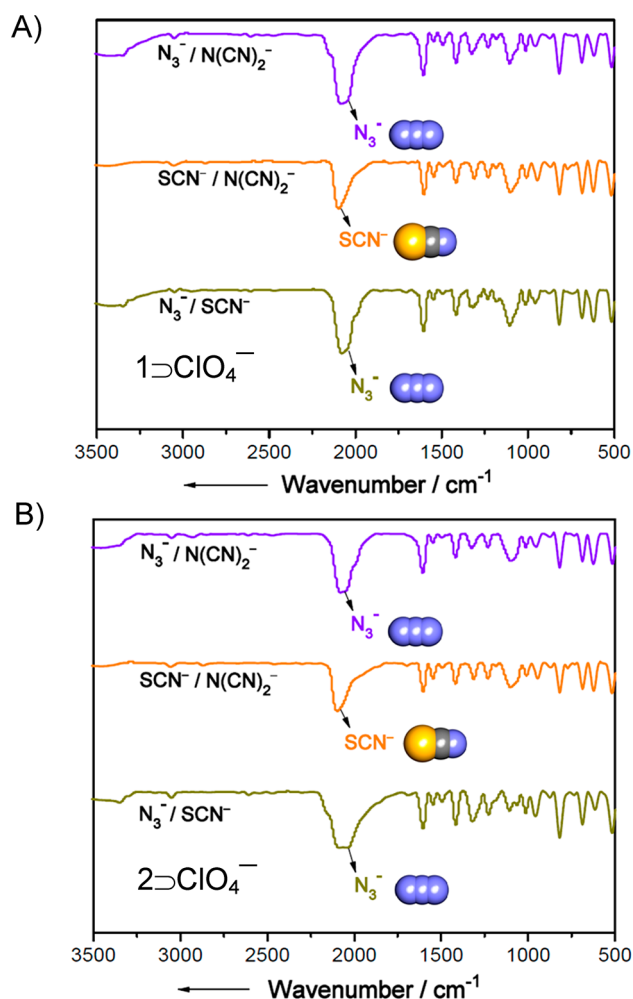 A)
N₃⁻ / N(CN)₂⁻
N₃⁻
SCN⁻ / N(CN)₂⁻
SCN⁻
N₃⁻ / SCN⁻
1⊃ClO₄⁻
N₃⁻
3500 3000 2500 2000 1500 1000 500
Wavenumber / cm⁻¹
B)
N₃⁻ / N(CN)₂⁻
N₃⁻
SCN⁻ / N(CN)₂⁻
SCN⁻
N₃⁻ / SCN⁻
2⊃ClO₄⁻
N₃⁻
3500 3000 2500 2000 1500 1000 500
Wavenumber / cm⁻¹